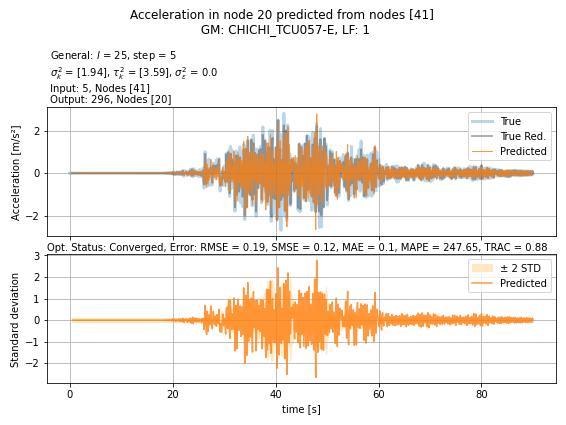 Acceleration in node 20 predicted from nodes [41]
GM: CHICHI_TCU057-E, LF: 1
General: l = 25, step = 5
σ²ₖ = [1.94], τ²ₖ = [3.59], σ²ε = 0.0
Input: 5, Nodes [41]
Output: 296, Nodes [20]
Acceleration [m/s²]
2
0
−2
True
True Red.
Predicted
Opt. Status: Converged, Error: RMSE = 0.19, SMSE = 0.12, MAE = 0.1, MAPE = 247.65, TRAC = 0.88
Standard deviation
3
2
1
0
−1
−2
± 2 STD
Predicted
0
20
40
60
80
time [s]